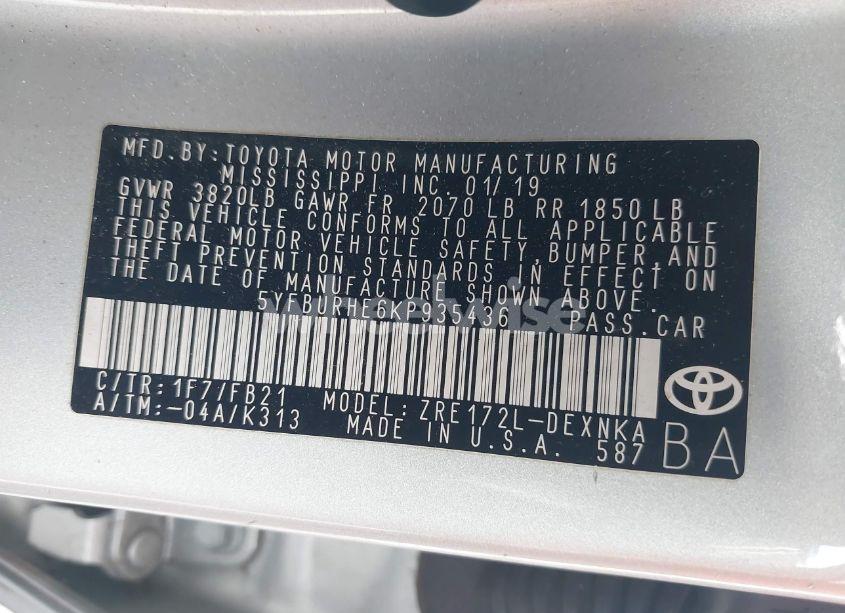 MFD.BY:TOYOTA MOTOR MANUFACTURING
MISSISSIPPI INC. 01/19
GVWR 3820LB GAWR FR 2070 LB RR 1850 LB
THIS VEHICLE CONFORMS TO ALL APPLICABLE
FEDERAL MOTOR VEHICLE SAFETY,BUMPER,AND
THEFT PREVENTION STANDARDS IN EFFECT ON
THE DATE OF MANUFACTURE SHOWN ABOVE.
5YFBURHE6KP935436 PASS.CAR
C/TR:1F7/FB21
A/TM:-04A/K313
MODEL: ZRE172L-DEXNKA
MADE IN U.S.A. 587
BA